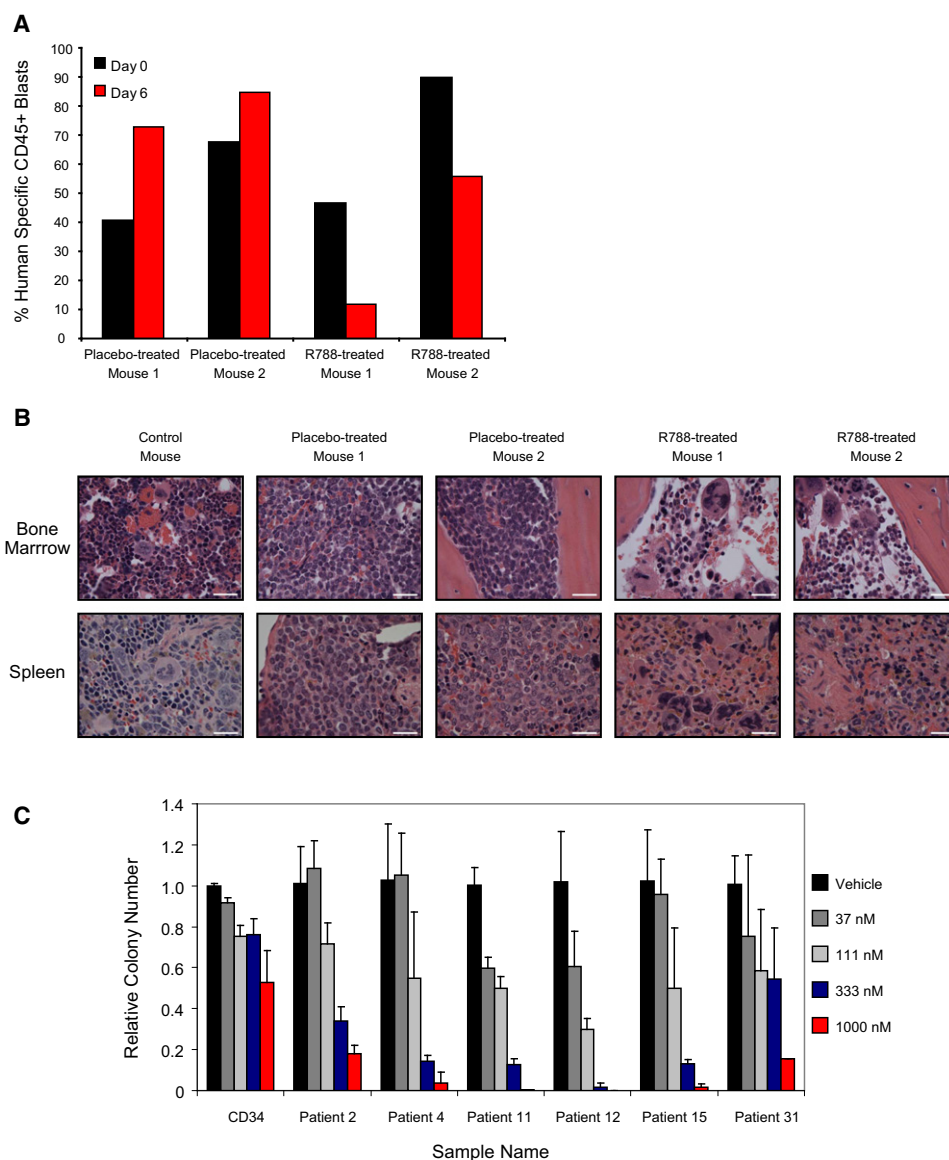 A
100
90
80
70
60
50
40
30
20
10
0
% Human Specific CD45+ Blasts
Day 0
Day 6
Placebo-treated
Mouse 1
Placebo-treated
Mouse 2
R788-treated
Mouse 1
R788-treated
Mouse 2
B
Control
Mouse
Placebo-treated
Mouse 1
Placebo-treated
Mouse 2
R788-treated
Mouse 1
R788-treated
Mouse 2
Bone
Marrrow
Spleen
C
1.4
1.2
1.0
0.8
0.6
0.4
0.2
0
Relative Colony Number
Vehicle
37 nM
111 nM
333 nM
1000 nM
CD34
Patient 2
Patient 4
Patient 11
Patient 12
Patient 15
Patient 31
Sample Name